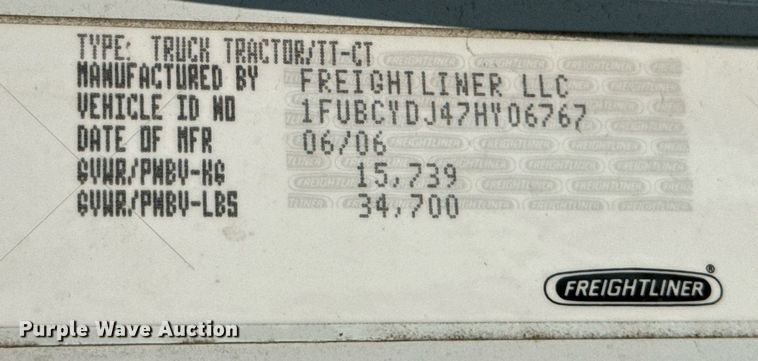 TYPE: TRUCK TRACTOR/TT-CT
MANUFACTURED BY FREIGHTLINER LLC
VEHICLE ID NO 1FUBCYDJ47HY06767
DATE OF MFR 06/06
GVWR/PNBV-KG 15,739
GVWR/PNBV-LBS 34,700
FREIGHTLINER®
Purple Wave Auction